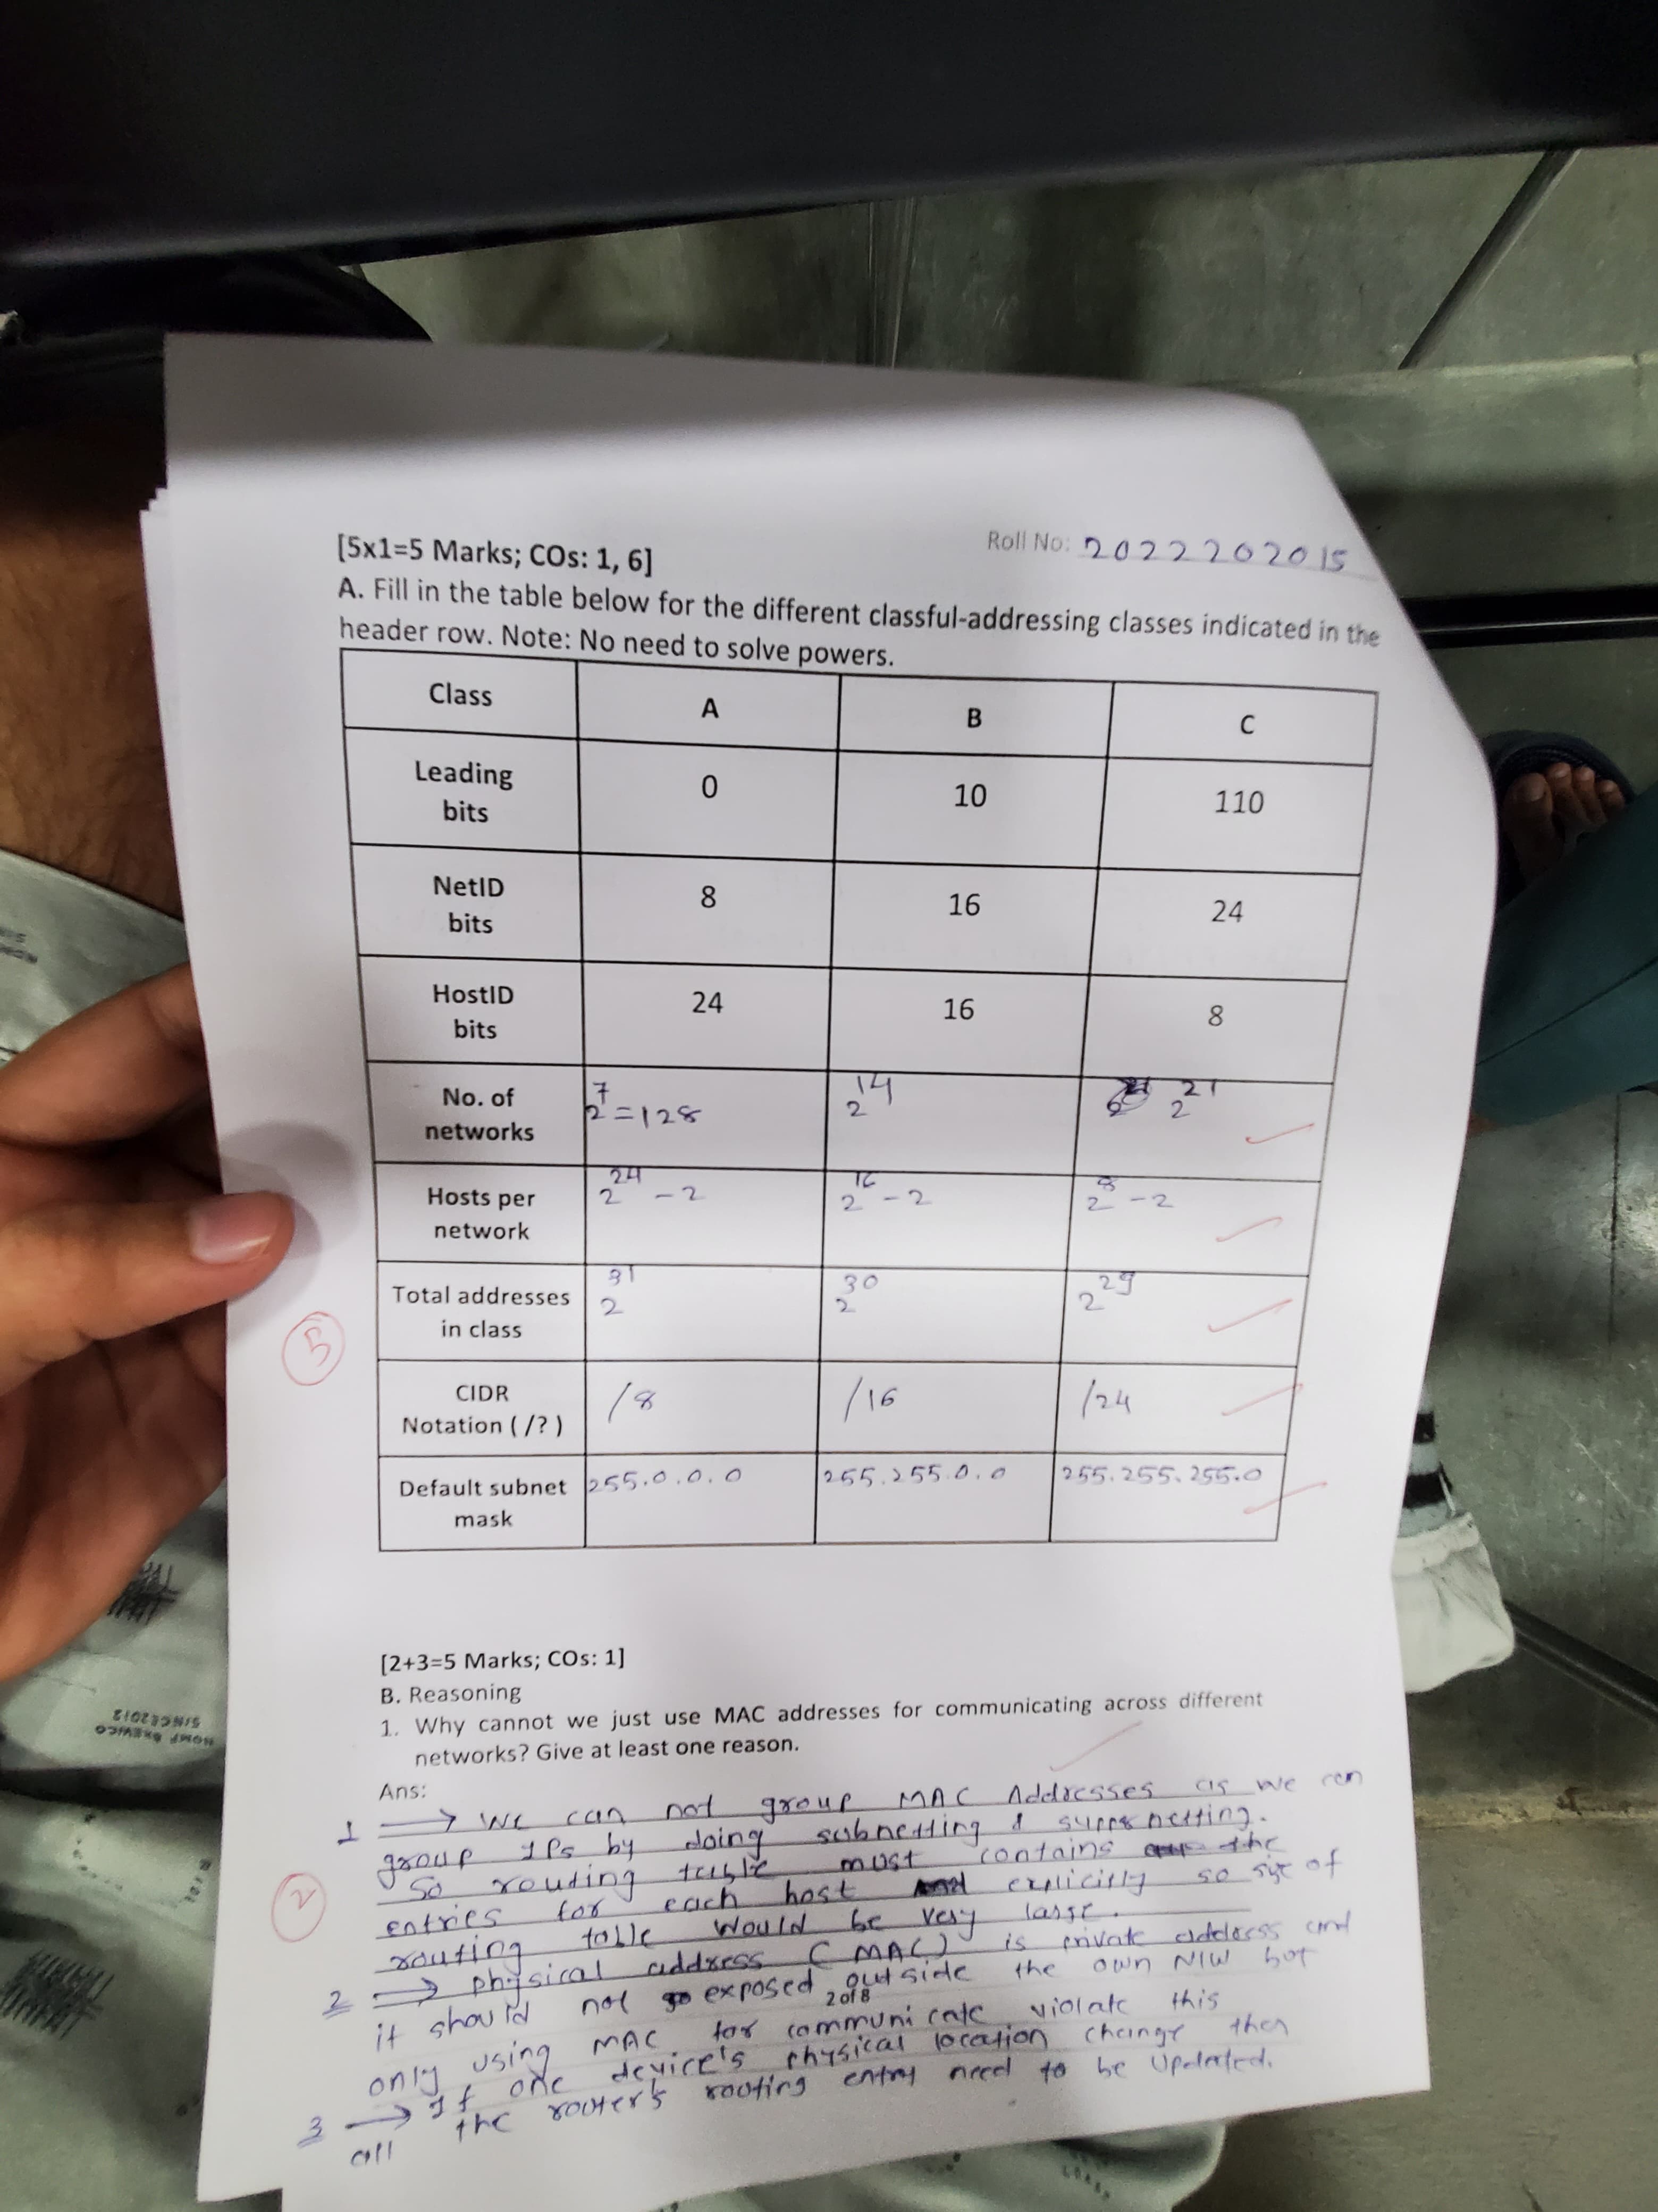 [5x1=5 Marks; COs: 1, 6]
Roll No: 2022202015
A. Fill in the table below for the different classful-addressing classes indicated in the
header row. Note: No need to solve powers.
Class A B C
Leading bits 0 10 110
NetID bits 8 16 24
HostID bits 24 16 8
No. of networks 2^7=128 2^14 2^21
Hosts per network 2^24 -2 2^16 -2 2^8 -2
Total addresses in class 2^31 2^30 2^29
5
CIDR Notation ( /? ) /8 /16 /24
Default subnet mask 255.0.0.0 255.255.0.0 255.255.255.0
[2+3=5 Marks; COs: 1]
B. Reasoning
1. Why cannot we just use MAC addresses for communicating across different
networks? Give at least one reason.
Ans:
1 → We can not group MAC Addresses as we can
group IPs by doing subnetting & supernetting.
So routing table must contains the
entries for each host explicitly so size of
routing table would be very large.
2
2 → physical address (MAC) is private address and
it should not exposed outside the own N/W but
2 of 8
only using MAC for communicate violate this
3 → If one device's physical location change then
all the router's routing entry need to be updated.
HOME BREWCO
SINCE2012